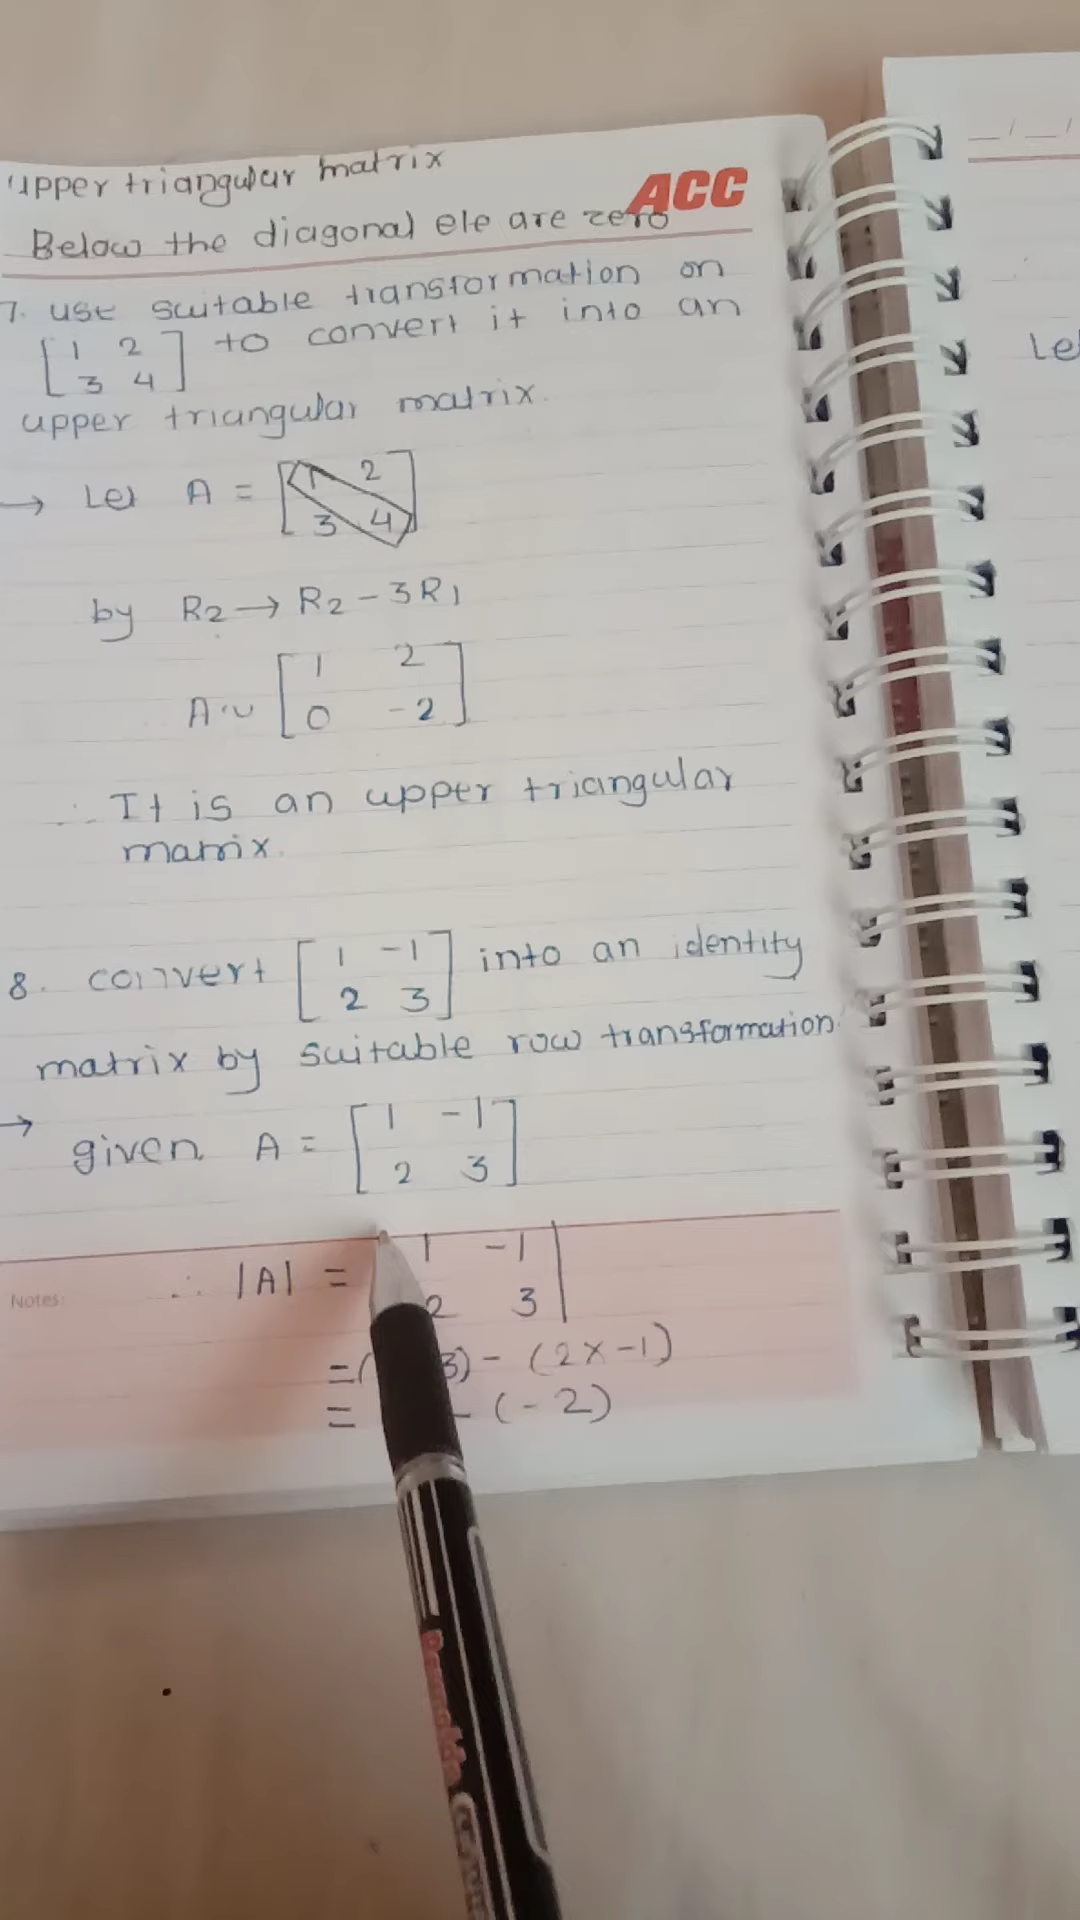 upper triangular matrix
ACC
Below the diagonal ele are zero
7. use suitable transformation on
[1 2
3 4] to convert it into an
upper triangular matrix.
→ Let A = [1 2
3 4]
by R2 → R2 - 3R1
A ~ [1 2
0 -2]
∴ It is an upper triangular
matrix.
8. convert [1 -1
2 3] into an identity
matrix by suitable row transformation.
→ given A = [1 -1
2 3]
Notes:
∴ |A| = 1 -1
2 3|
= ( 3) - (2x-1)
= - (-2)
Le